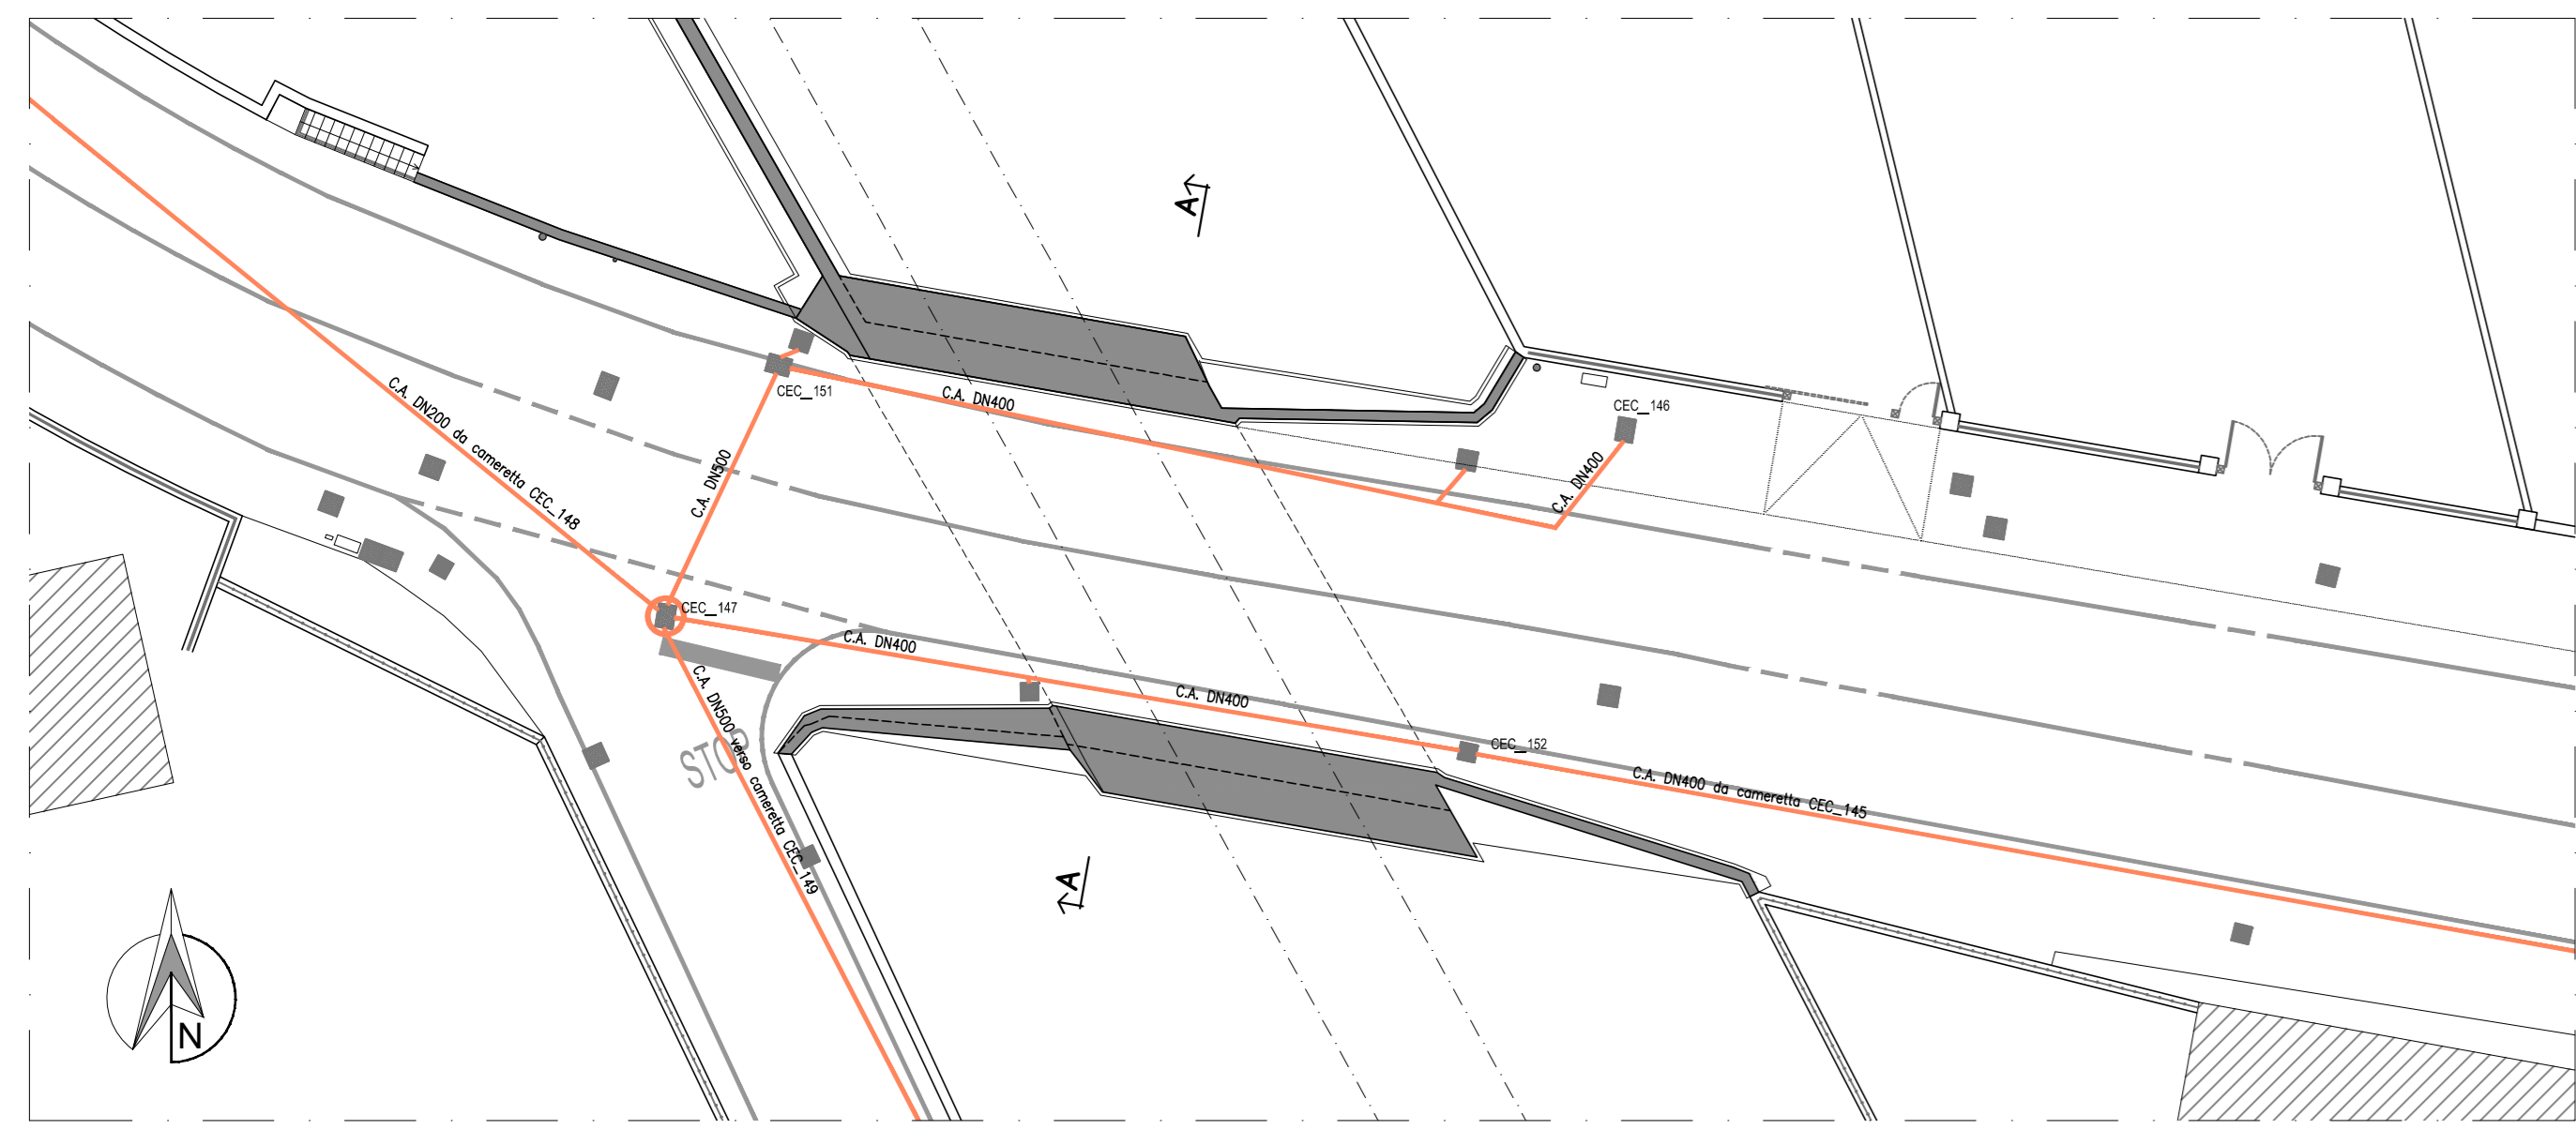 A
C.A. DN200 da cameretta CEC_148
CEC_151
C.A. DN400
CEC_146
C.A. DN500
C.A. DN400
CEC_147
C.A. DN400
C.A. DN400
CEC_152
C.A. DN400 da cameretta CEC_145
STOP
C.A. DN500 verso cameretta CEC_149
A
N